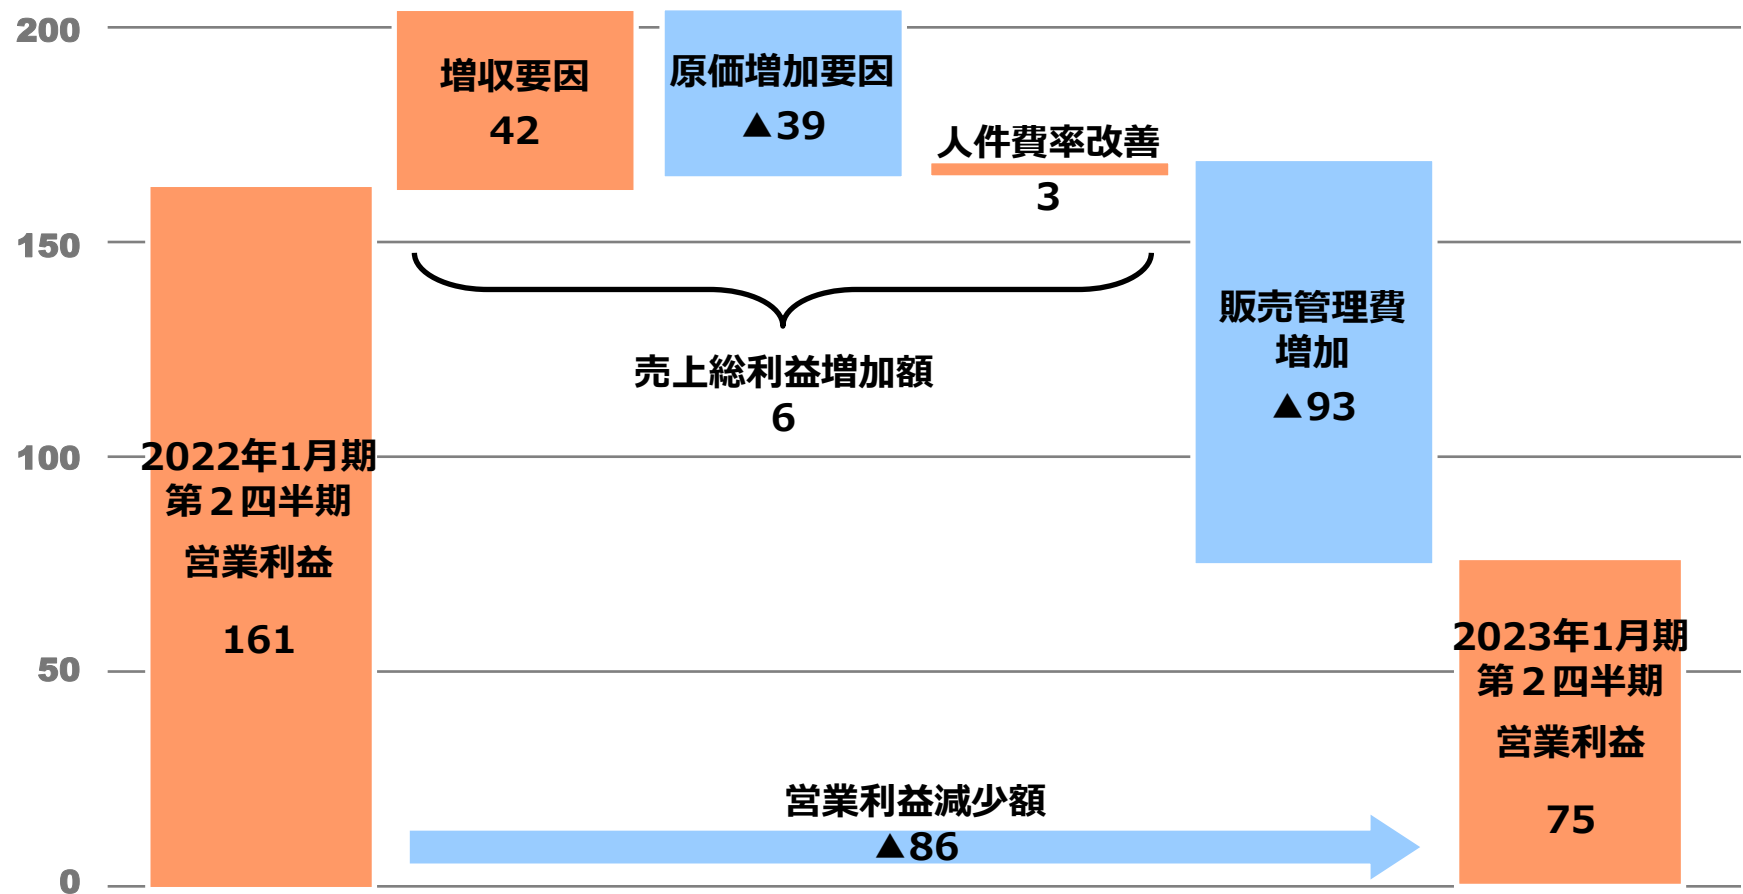 200
150
100
50
0
2022年1月期
第２四半期
営業利益
161
増収要因
42
原価増加要因
▲39
人件費率改善
3
売上総利益増加額
6
販売管理費
増加
▲93
営業利益減少額
▲86
2023年1月期
第２四半期
営業利益
75